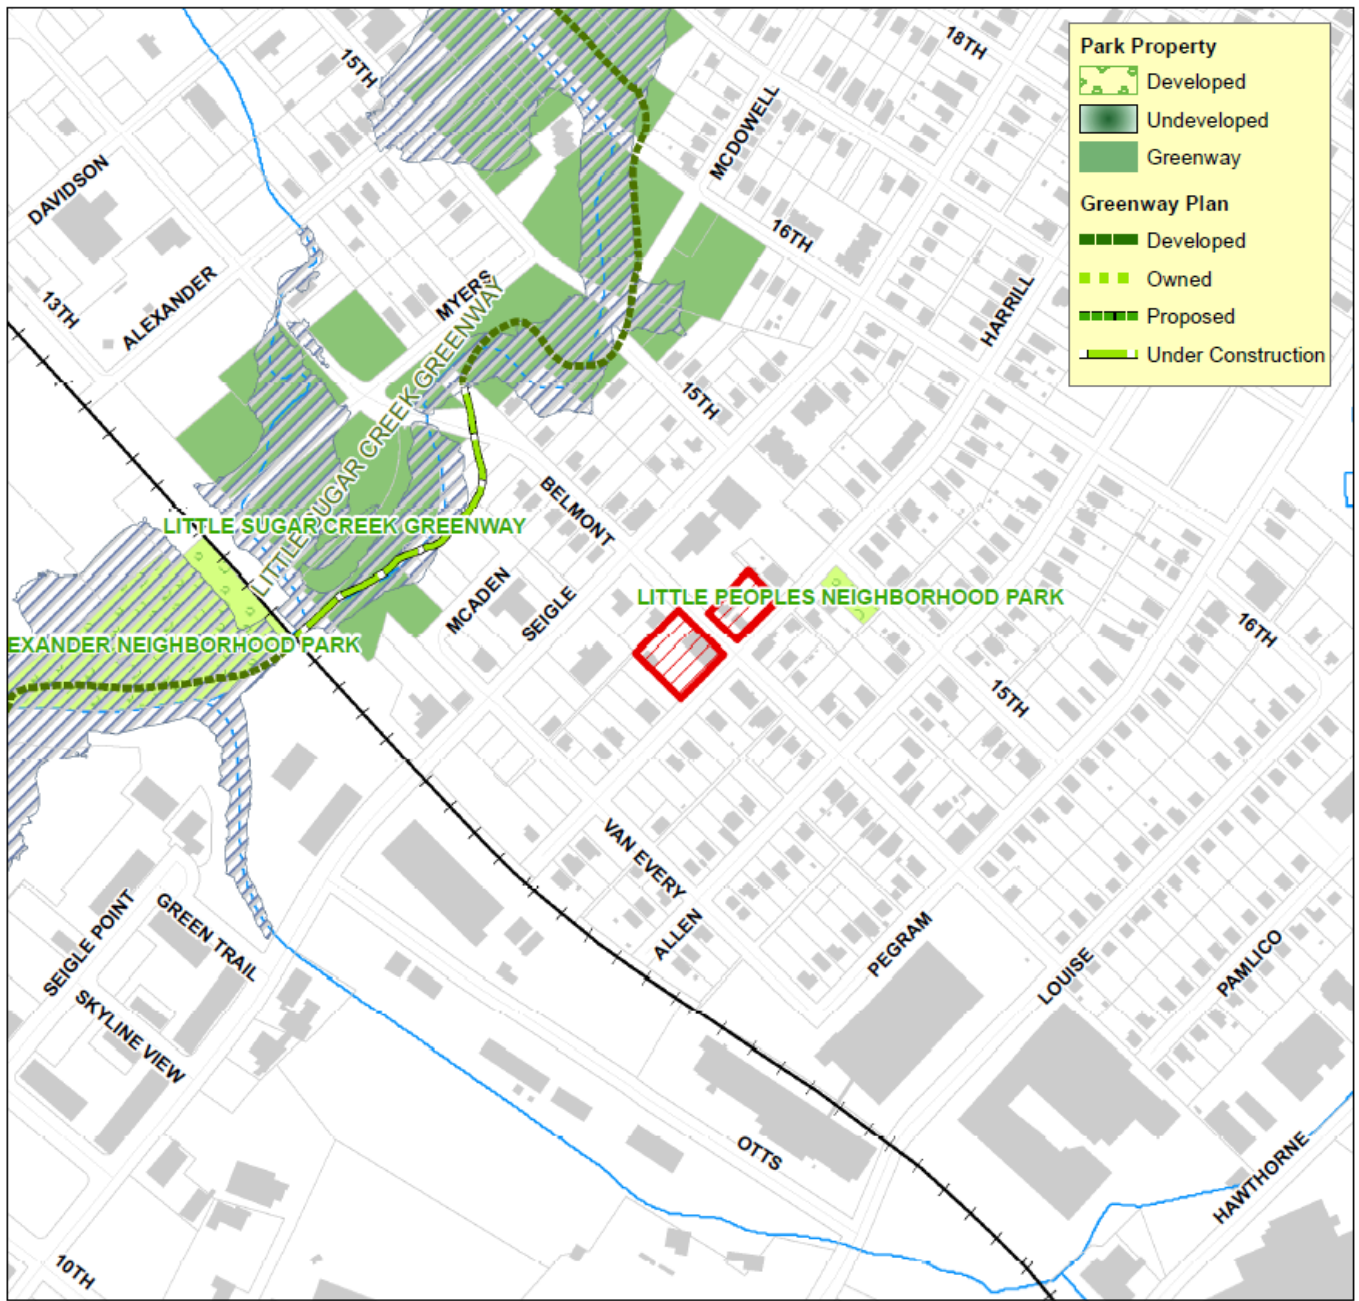 18TH
15TH
MCDOWELL
DAVIDSON
16TH
ALEXANDER
13TH
MYERS
HARRILL
LITTLE SUGAR CREEK GREENWAY
15TH
BELMONT
LITTLE SUGAR CREEK GREENWAY
MCADEN
SEIGLE
LITTLE PEOPLES NEIGHBORHOOD PARK
EXANDER NEIGHBORHOOD PARK
16TH
15TH
VAN EVERY
ALLEN
PEGRAM
LOUISE
PAMLICO
SEIGLE POINT
GREEN TRAIL
SKYLINE VIEW
OTTS
HAWTHORNE
10TH
Park Property
Developed
Undeveloped
Greenway
Greenway Plan
Developed
Owned
Proposed
Under Construction